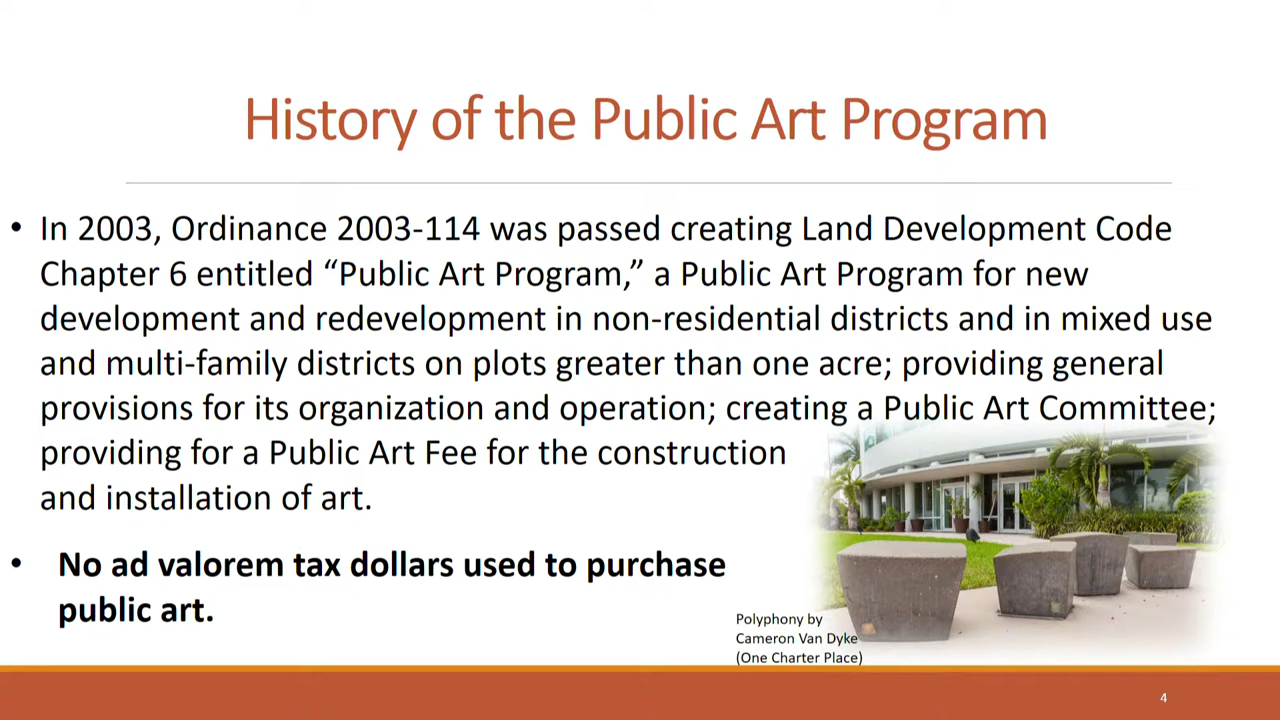 History of the Public Art Program
• In 2003, Ordinance 2003-114 was passed creating Land Development Code
Chapter 6 entitled “Public Art Program,” a Public Art Program for new
development and redevelopment in non-residential districts and in mixed use
and multi-family districts on plots greater than one acre; providing general
provisions for its organization and operation; creating a Public Art Committee;
providing for a Public Art Fee for the construction
and installation of art.
• No ad valorem tax dollars used to purchase
public art.
Polyphony by
Cameron Van Dyke
(One Charter Place)
4